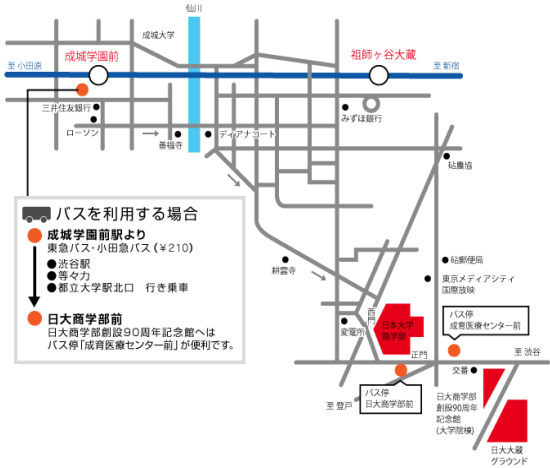 仙川
成城大学
成城学園前
祖師ヶ谷大蔵
至 小田原
至 新宿
三井住友銀行
ローソン
善福寺
ディアナコート
みずほ銀行
砧農協
バスを利用する場合
成城学園前駅より
東急バス・小田急バス(¥210)
●渋谷駅
●等々力
●都立大学駅北口 行き乗車
日大商学部前
日大商学部創設90周年記念館へは
バス停「成育医療センター前」が便利です。
耕雲寺
砧郵便局
東京メディアシティ
国際放映
西門
日本大学
商学部
変電所
正門
バス停
成育医療センター前
至 渋谷
交番
バス停
日大商学部前
至 登戸
日大商学部
創設90周年
記念館
(大学院棟)
日大大蔵
グラウンド